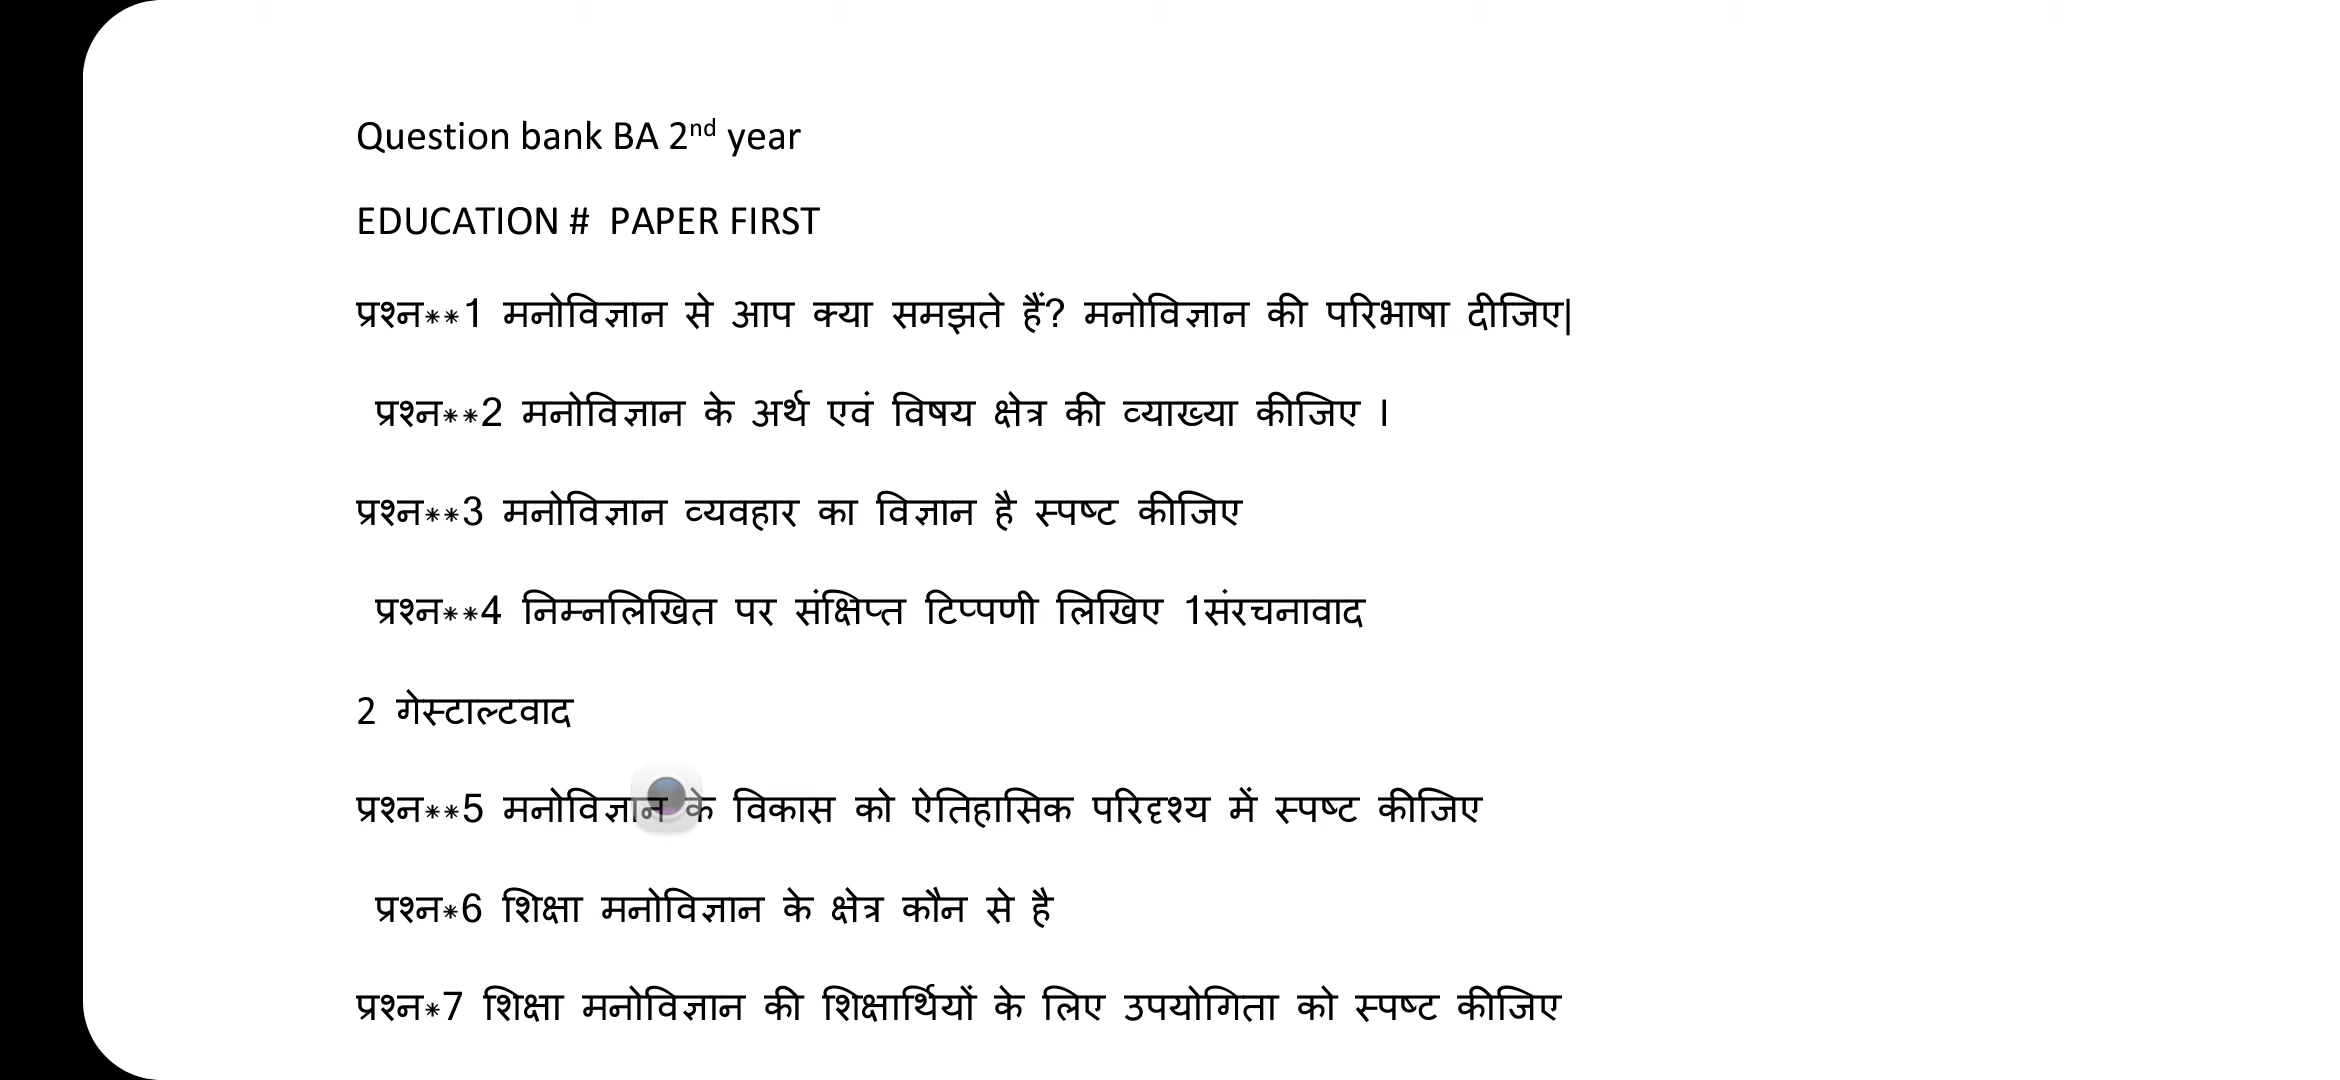 Question bank BA 2nd year
EDUCATION # PAPER FIRST
प्रश्न**1 मनोविज्ञान से आप क्या समझते हैं? मनोविज्ञान की परिभाषा दीजिए|
प्रश्न**2 मनोविज्ञान के अर्थ एवं विषय क्षेत्र की व्याख्या कीजिए ।
प्रश्न**3 मनोविज्ञान व्यवहार का विज्ञान है स्पष्ट कीजिए
प्रश्न**4 निम्नलिखित पर संक्षिप्त टिप्पणी लिखिए 1संरचनावाद
2 गेस्टाल्टवाद
प्रश्न**5 मनोविज्ञान के विकास को ऐतिहासिक परिदृश्य में स्पष्ट कीजिए
प्रश्न*6 शिक्षा मनोविज्ञान के क्षेत्र कौन से है
प्रश्न*7 शिक्षा मनोविज्ञान की शिक्षार्थियों के लिए उपयोगिता को स्पष्ट कीजिए